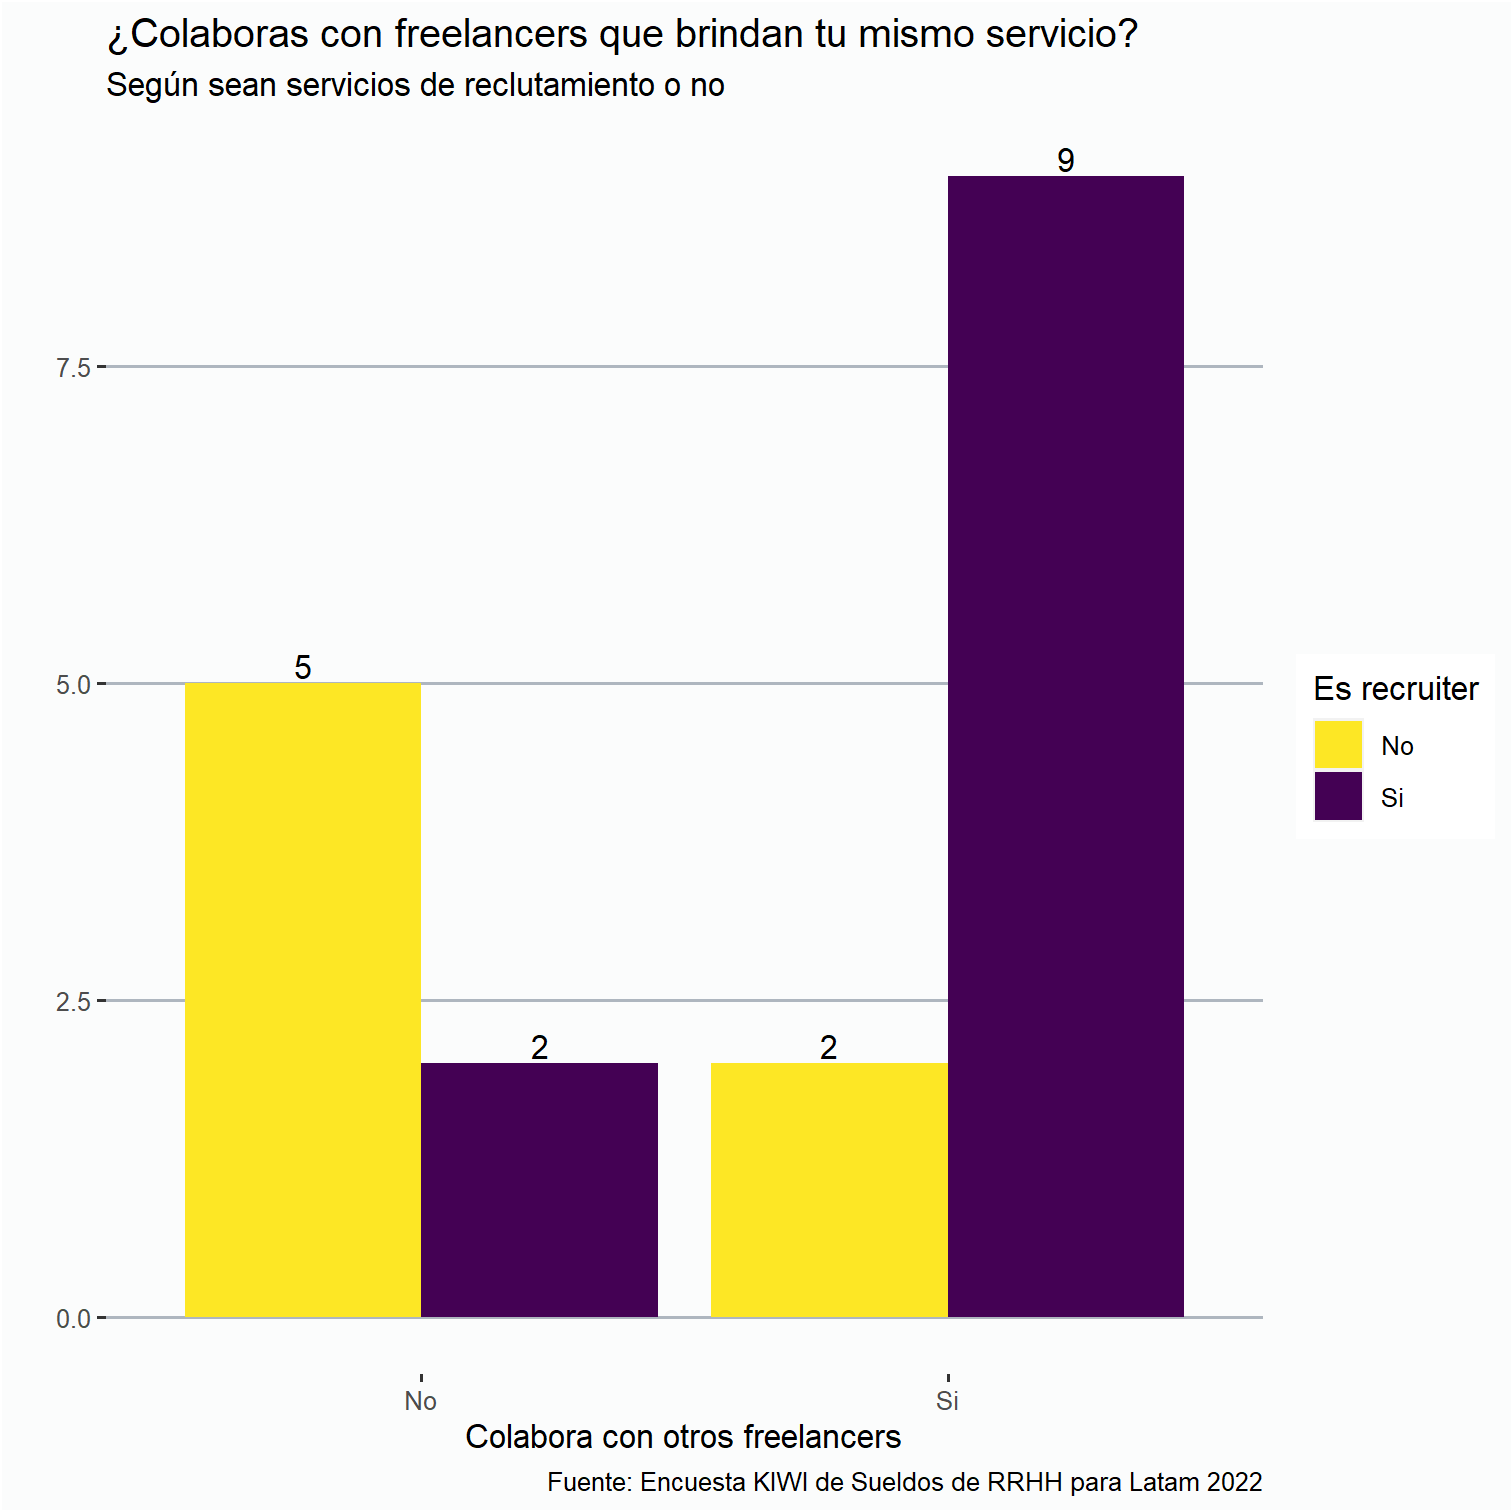 ¿Colaboras con freelancers que brindan tu mismo servicio?
Según sean servicios de reclutamiento o no
9
7.5
5
5.0
2.5
2
2
0.0
No
Si
Colabora con otros freelancers
Fuente: Encuesta KIWI de Sueldos de RRHH para Latam 2022
Es recruiter
No
Si